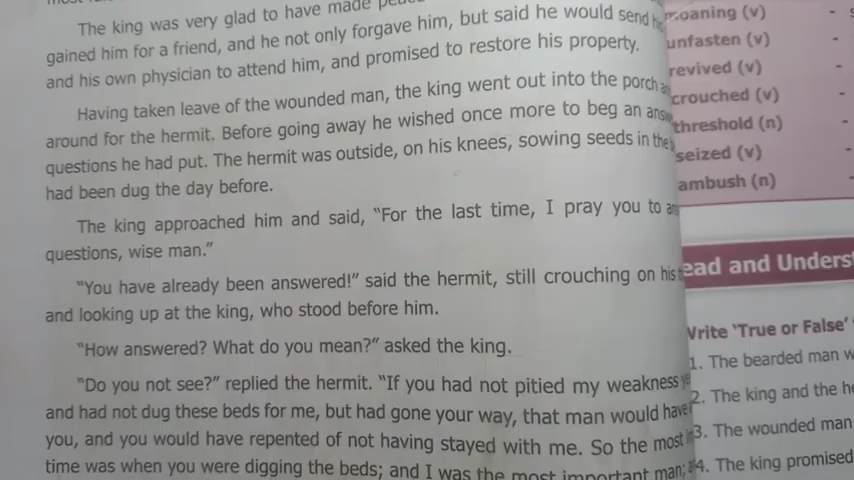 The king was very glad to have made
gained him for a friend, and he not only forgave him, but said he would send
and his own physician to attend him, and promised to restore his property.
Having taken leave of the wounded man, the king went out into the porch
around for the hermit. Before going away he wished once more to beg an
questions he had put. The hermit was outside, on his knees, sowing seeds in the
had been dug the day before.
The king approached him and said, “For the last time, I pray you to
questions, wise man.”
“You have already been answered!” said the hermit, still crouching on his
and looking up at the king, who stood before him.
“How answered? What do you mean?” asked the king.
“Do you not see?” replied the hermit. “If you had not pitied my weakness
and had not dug these beds for me, but had gone your way, that man would have
you, and you would have repented of not having stayed with me. So the most
time was when you were digging the beds; and I was the most important man;
moaning (v) -
unfasten (v) -
revived (v) -
crouched (v) -
threshold (n) -
seized (v) -
ambush (n) -
ead and Underst
Write ‘True or False’
1. The bearded man w
2. The king and the he
3. The wounded man
4. The king promised